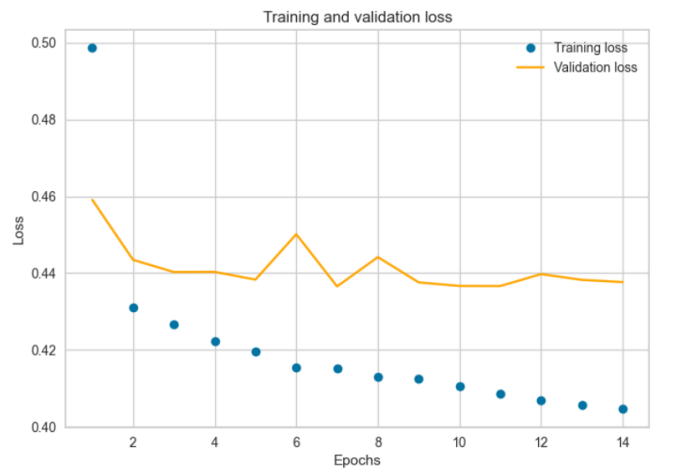 Training and validation loss
Training loss
Validation loss
0.50
0.48
0.46
0.44
0.42
0.40
Loss
2 4 6 8 10 12 14
Epochs